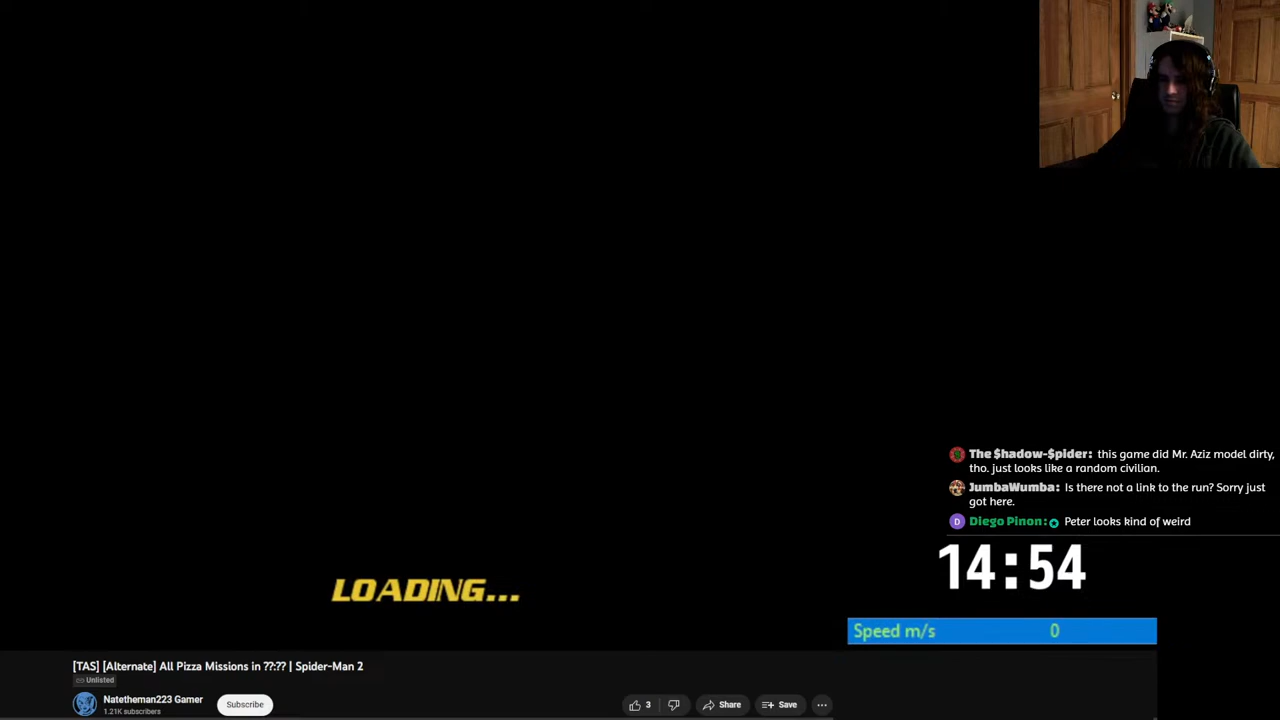 The $hadow-$pider: this game did Mr. Aziz model dirty,
tho. just looks like a random civilian.
JumbaWumba: Is there not a link to the run? Sorry just
got here.
D Diego Pinon: Peter looks kind of weird
14:54
LOADING...
Speed m/s 0
[TAS] [Alternate] All Pizza Missions in ??:?? | Spider-Man 2
Unlisted
Natetheman223 Gamer
1.21K subscribers
Subscribe
3
Share
Save